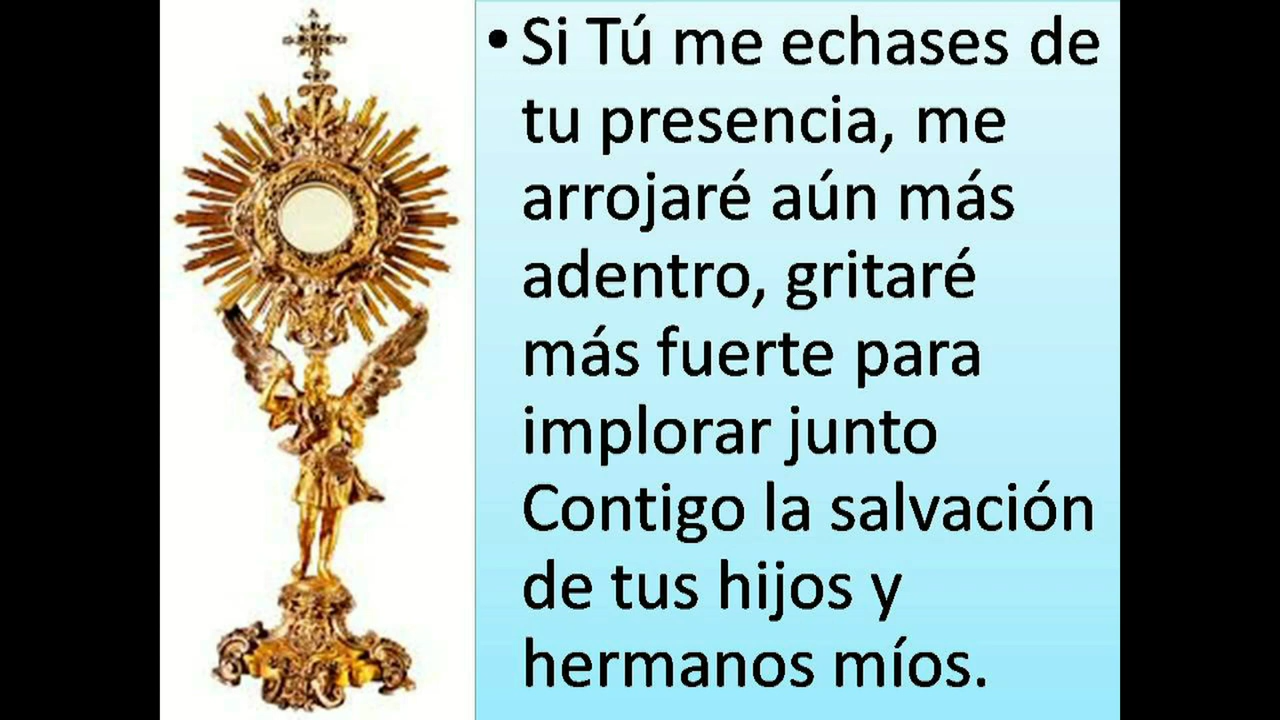 • Si Tú me echases de
tu presencia, me
arrojaré aún más
adentro, gritaré
más fuerte para
implorar junto
Contigo la salvación
de tus hijos y
hermanos míos.